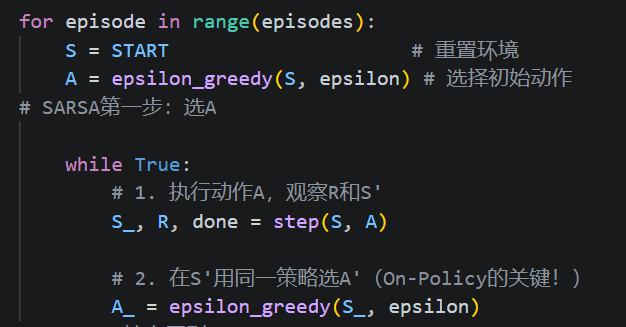 for episode in range(episodes):
S = START # 重置环境
A = epsilon_greedy(S, epsilon) # 选择初始动作
# SARSA第一步: 选A
while True:
# 1. 执行动作A, 观察R和S'
S_, R, done = step(S, A)
# 2. 在S'用同一策略选A' (On-Policy的关键! )
A_ = epsilon_greedy(S_, epsilon)